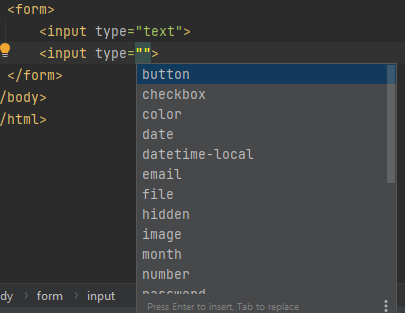 <form>
<input type="text">
<input type="">
</form>
/body>
/html>
button
checkbox
color
date
datetime-local
email
file
hidden
image
month
number
password
dy > form > input
Press Enter to insert, Tab to replace